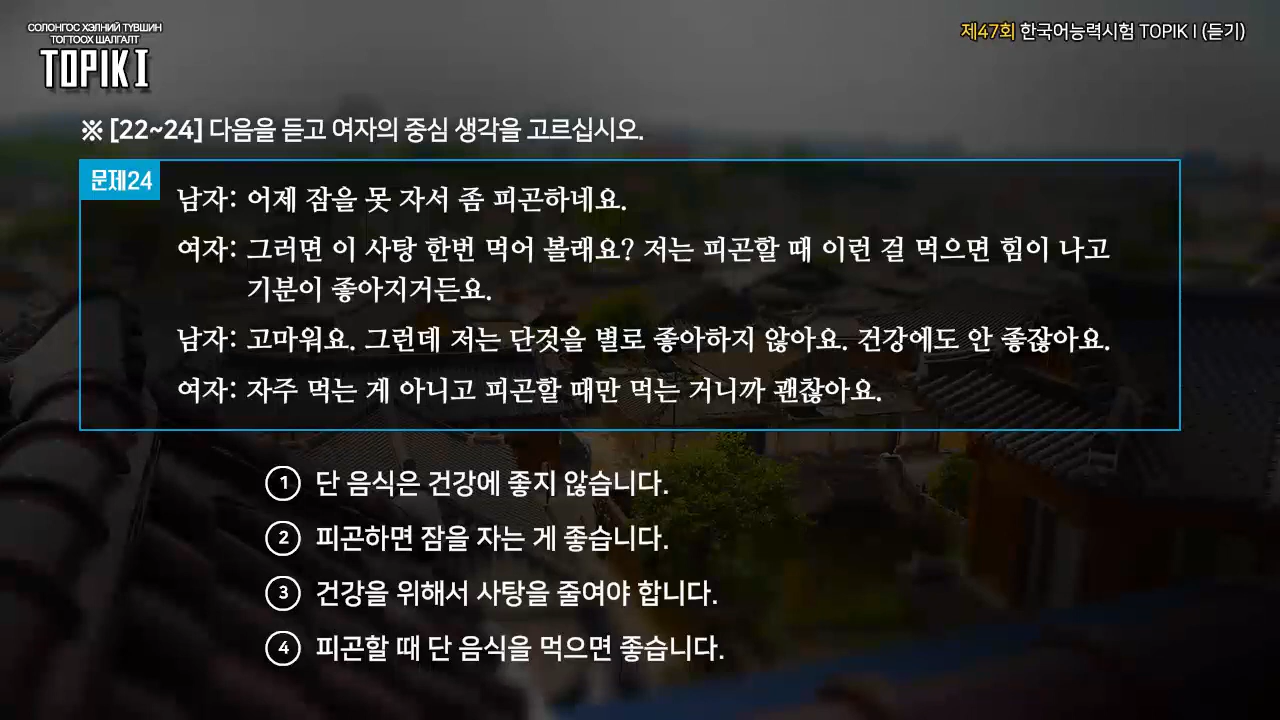 СОЛОНГОС ХЭЛНИЙ ТҮВШИН
ТОГТООХ ШАЛГАЛТ
TOPIK I
제47회 한국어능력시험 TOPIK I (듣기)
※ [22~24] 다음을 듣고 여자의 중심 생각을 고르십시오.
문제24
남자: 어제 잠을 못 자서 좀 피곤하네요.
여자: 그러면 이 사탕 한번 먹어 볼래요? 저는 피곤할 때 이런 걸 먹으면 힘이 나고
기분이 좋아지거든요.
남자: 고마워요. 그런데 저는 단것을 별로 좋아하지 않아요. 건강에도 안 좋잖아요.
여자: 자주 먹는 게 아니고 피곤할 때만 먹는 거니까 괜찮아요.
① 단 음식은 건강에 좋지 않습니다.
② 피곤하면 잠을 자는 게 좋습니다.
③ 건강을 위해서 사탕을 줄여야 합니다.
④ 피곤할 때 단 음식을 먹으면 좋습니다.